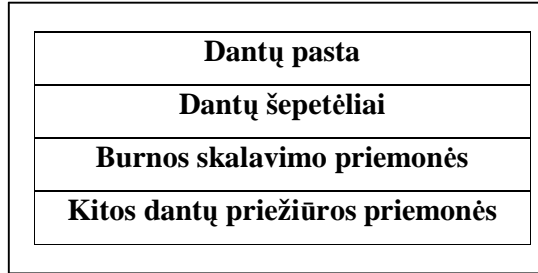 Dantų pasta
Dantų šepetėliai
Burnos skalavimo priemonės
Kitos dantų priežiūros priemonės